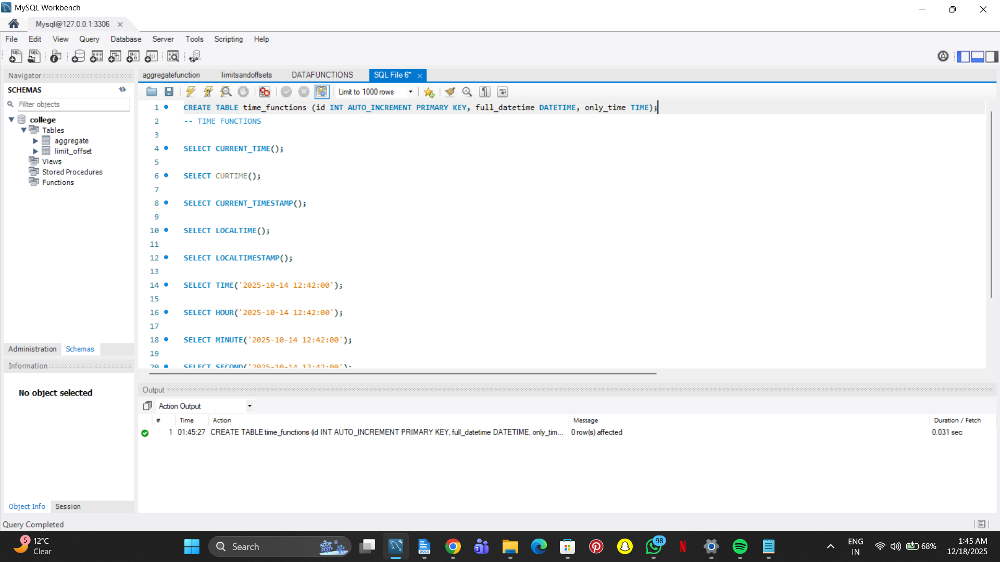 MySQL Workbench
Mysql@127.0.0.1:3306
File Edit View Query Database Server Tools Scripting Help
Navigator
SCHEMAS
Filter objects
college
Tables
aggregate
limit_offset
Views
Stored Procedures
Functions
Administration Schemas
Information
No object selected
Object Info Session
aggregatefunction limitsandoffsets DATAFUNCTIONS SQL File 6*
Limit to 1000 rows
1 CREATE TABLE time_functions (id INT AUTO_INCREMENT PRIMARY KEY, full_datetime DATETIME, only_time TIME);
2 -- TIME FUNCTIONS
3
4 SELECT CURRENT_TIME();
5
6 SELECT CURTIME();
7
8 SELECT CURRENT_TIMESTAMP();
9
10 SELECT LOCALTIME();
11
12 SELECT LOCALTIMESTAMP();
13
14 SELECT TIME('2025-10-14 12:42:00');
15
16 SELECT HOUR('2025-10-14 12:42:00');
17
18 SELECT MINUTE('2025-10-14 12:42:00');
19
20 SELECT SECOND('2025-10-14 12:42:00');
Output
Action Output
# Time Action Message Duration / Fetch
1 01:45:27 CREATE TABLE time_functions (id INT AUTO_INCREMENT PRIMARY KEY, full_datetime DATETIME, only_tim... 0 row(s) affected 0.031 sec
Query Completed
5 12°C
Clear
Search
DOCX
98
ENG
IN
68%
1:45 AM
12/18/2025